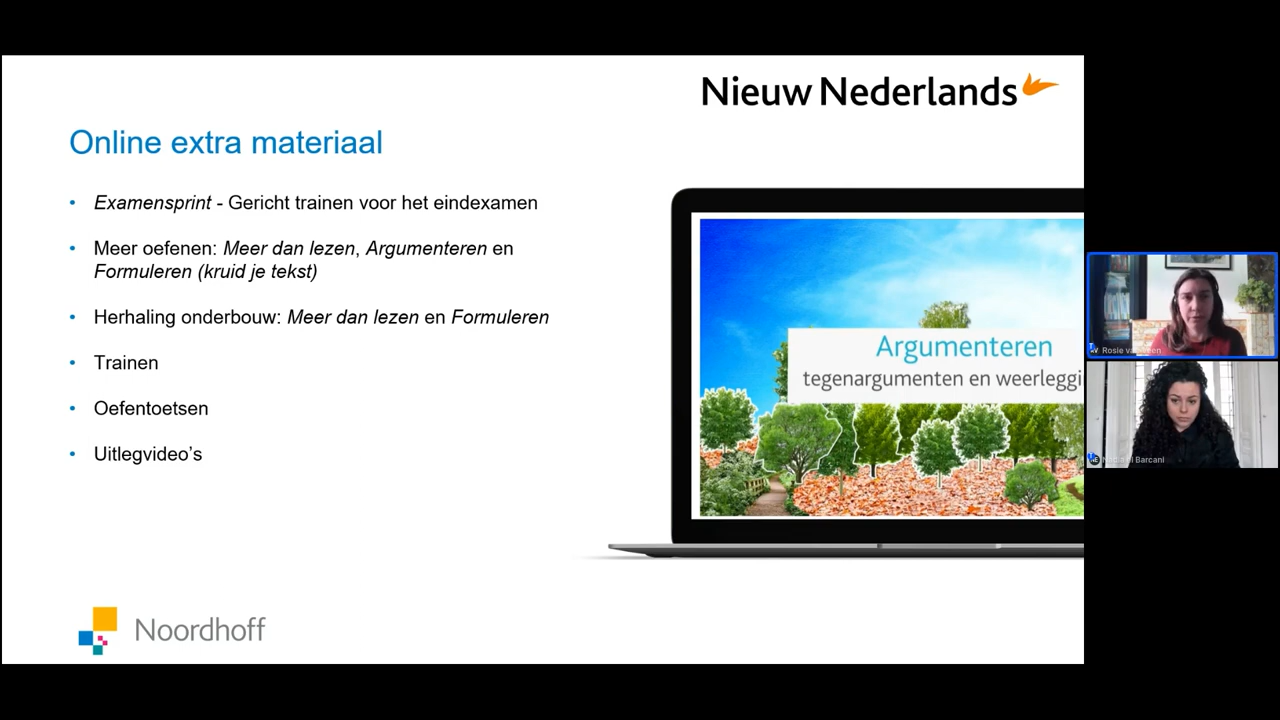 Nieuw Nederlands
Online extra materiaal
• Examensprint - Gericht trainen voor het eindexamen
• Meer oefenen: Meer dan lezen, Argumenteren en
Formuleren (kruid je tekst)
• Herhaling onderbouw: Meer dan lezen en Formuleren
• Trainen
• Oefentoetsen
• Uitlegvideo's
Argumenteren
tegenargumenten en weerleggi
Noordhoff
Rosie
Barcani